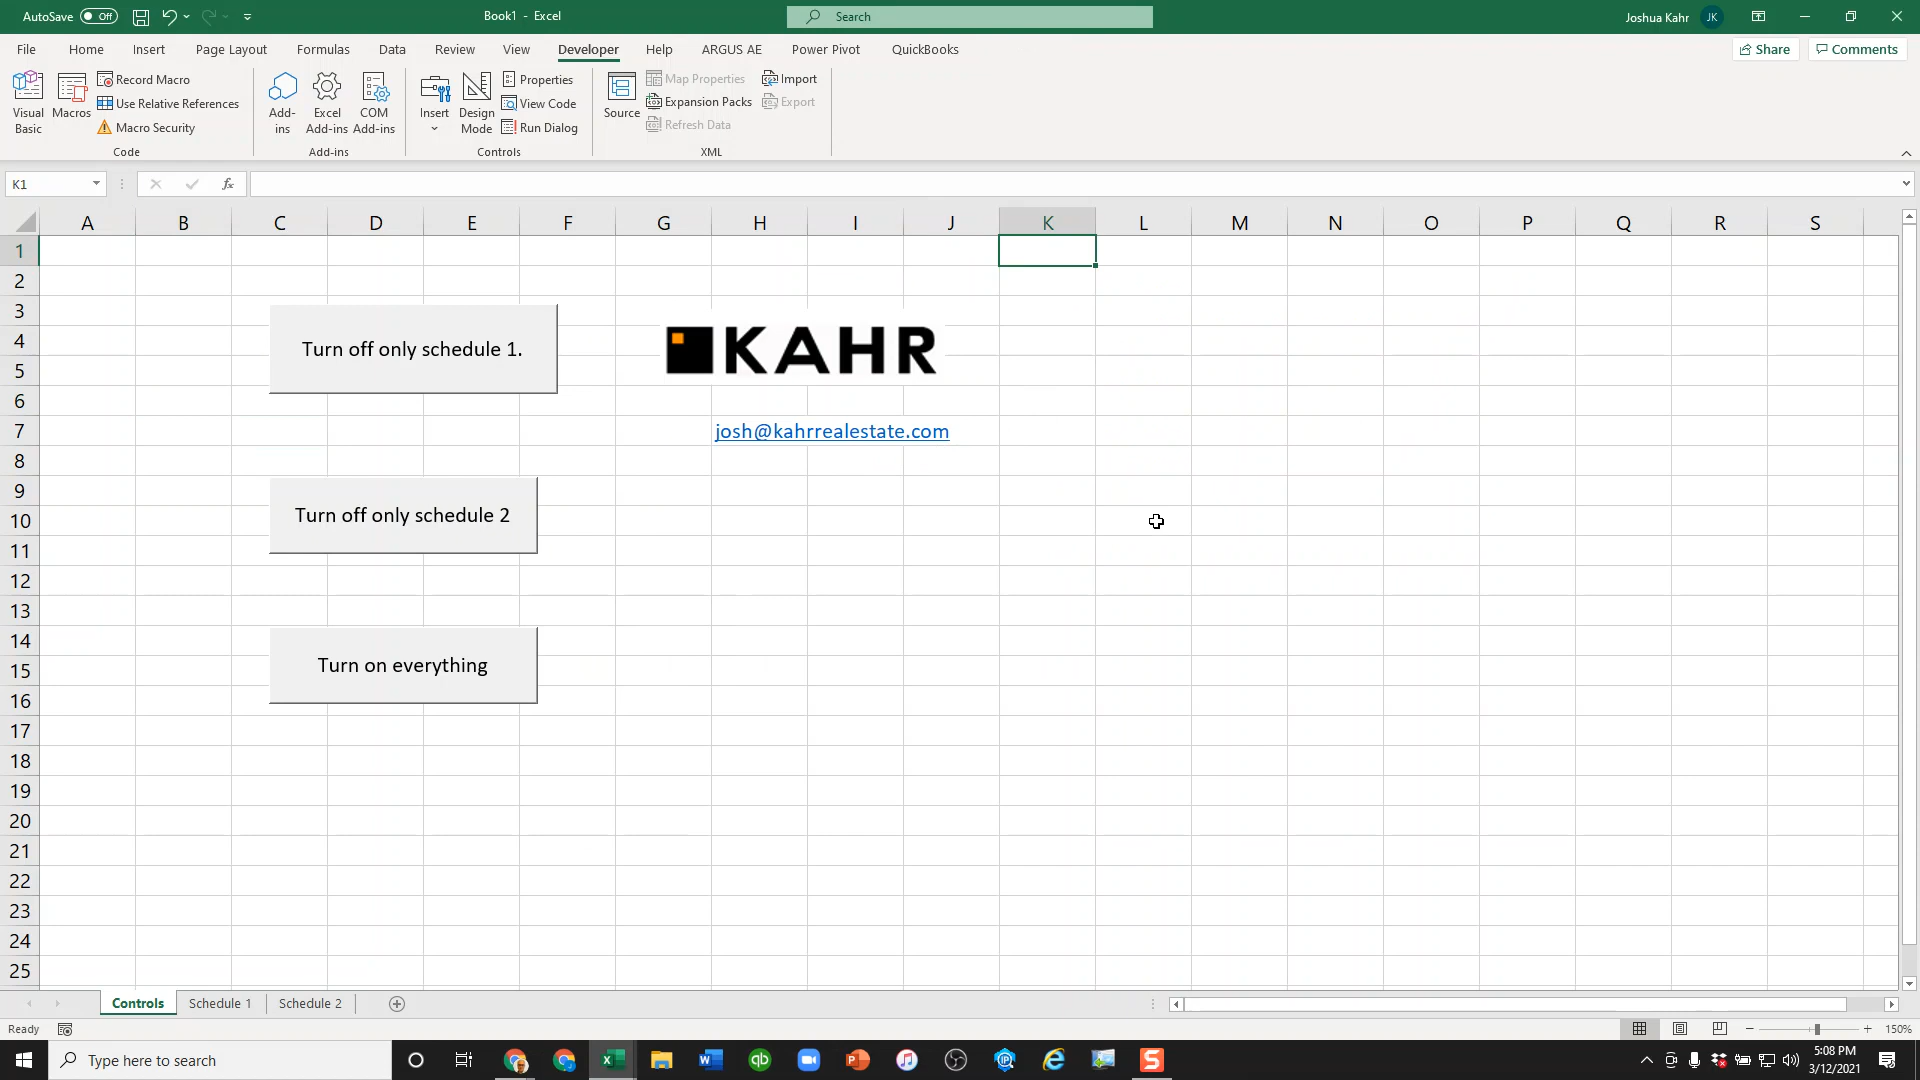 AutoSave Off
Book1 - Excel
Search
Joshua Kahr JK
File Home Insert Page Layout Formulas Data Review View Developer Help ARGUS AE Power Pivot QuickBooks
Share Comments
Visual Basic
Macros
Record Macro
Use Relative References
Macro Security
Code
Add-ins
Excel Add-ins
COM Add-ins
Add-ins
Insert
Design Mode
Properties
View Code
Run Dialog
Controls
Source
Map Properties
Expansion Packs
Refresh Data
Import
Export
XML
K1
fx
A B C D E F G H I J K L M N O P Q R S
1
2
3
4
5
6
7
8
9
10
11
12
13
14
15
16
17
18
19
20
21
22
23
24
25
Turn off only schedule 1.
KAHR
josh@kahrrealestate.com
Turn off only schedule 2
Turn on everything
Controls Schedule 1 Schedule 2
Ready
150%
Type here to search
5:08 PM
3/12/2021